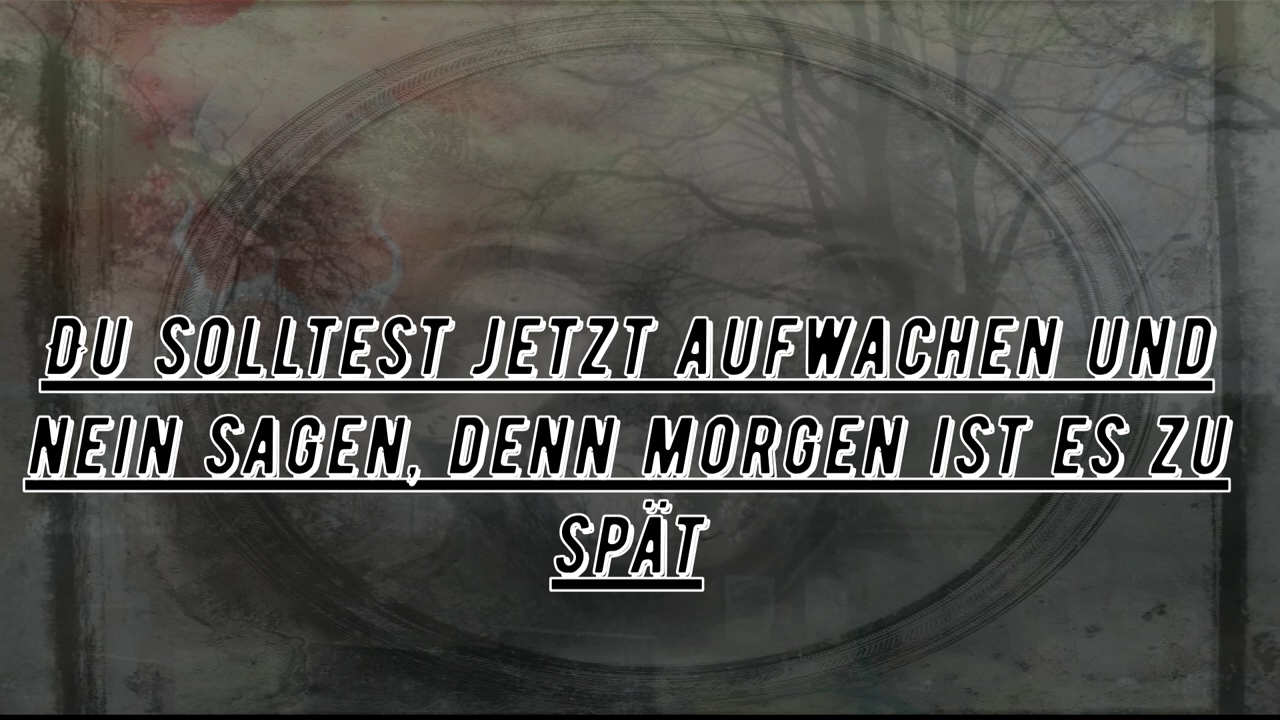 DU SOLLTEST JETZT AUFWACHEN UND
NEIN SAGEN, DENN MORGEN IST ES ZU
SPÄT